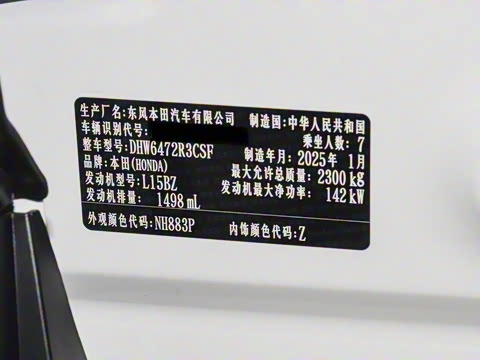 生产厂名:东风本田汽车有限公司 制造国:中华人民共和国
车辆识别代号: 乘坐人数: 7
整车型号:DHW6472R3CSF 制造年月: 2025年 1月
品牌:本田(HONDA) 最大允许总质量: 2300 kg
发动机型号:L15BZ 发动机最大净功率: 142 kW
发动机排量: 1498 mL
外观颜色代码: NH883P 内饰颜色代码: Z